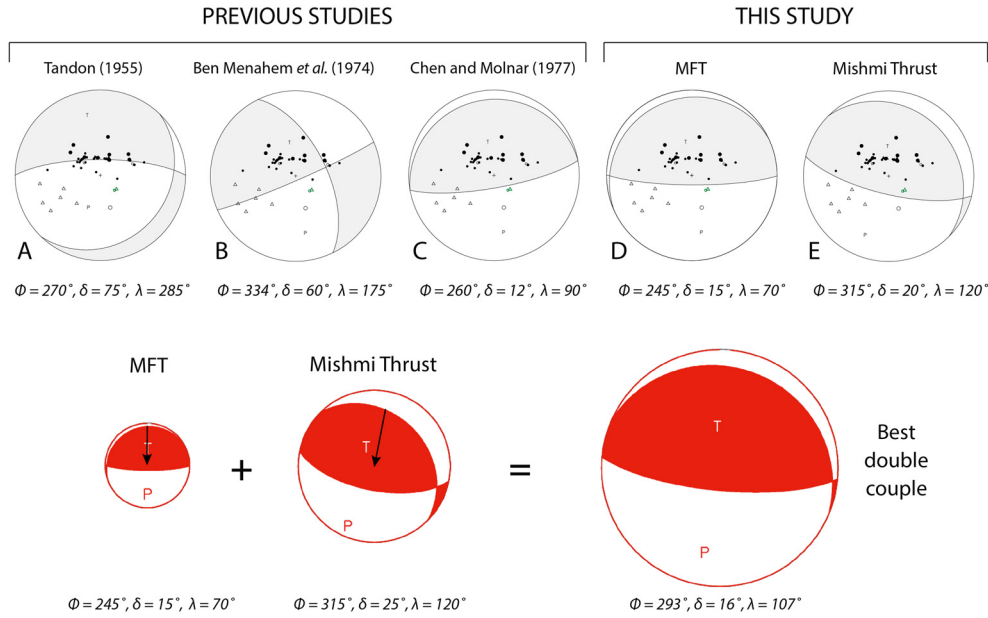 PREVIOUS STUDIES
THIS STUDY
Tandon (1955)
Ben Menahem et al. (1974)
Chen and Molnar (1977)
MFT
Mishmi Thrust
T
P
A
T
P
B
P
C
P
D
T
E
Φ = 270˚, δ = 75˚, λ = 285˚
Φ = 334˚, δ = 60˚, λ = 175˚
Φ = 260˚, δ = 12˚, λ = 90˚
Φ = 245˚, δ = 15˚, λ = 70˚
Φ = 315˚, δ = 20˚, λ = 120˚
MFT
Mishmi Thrust
T
P
+
T
P
=
T
P
Best
double
couple
Φ = 245˚, δ = 15˚, λ = 70˚
Φ = 315˚, δ = 25˚, λ = 120˚
Φ = 293˚, δ = 16˚, λ = 107˚